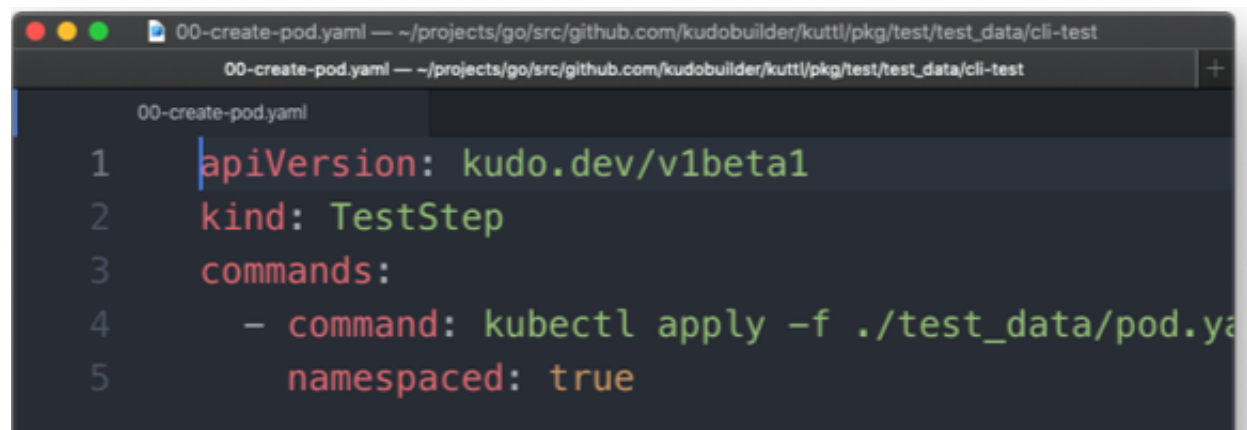 00-create-pod.yaml — ~/projects/go/src/github.com/kudobuilder/kuttl/pkg/test/test_data/cli-test
00-create-pod.yaml — ~/projects/go/src/github.com/kudobuilder/kuttl/pkg/test/test_data/cli-test +
00-create-pod.yaml
1 apiVersion: kudo.dev/v1beta1
2 kind: TestStep
3 commands:
4 - command: kubectl apply -f ./test_data/pod.ya
5 namespaced: true